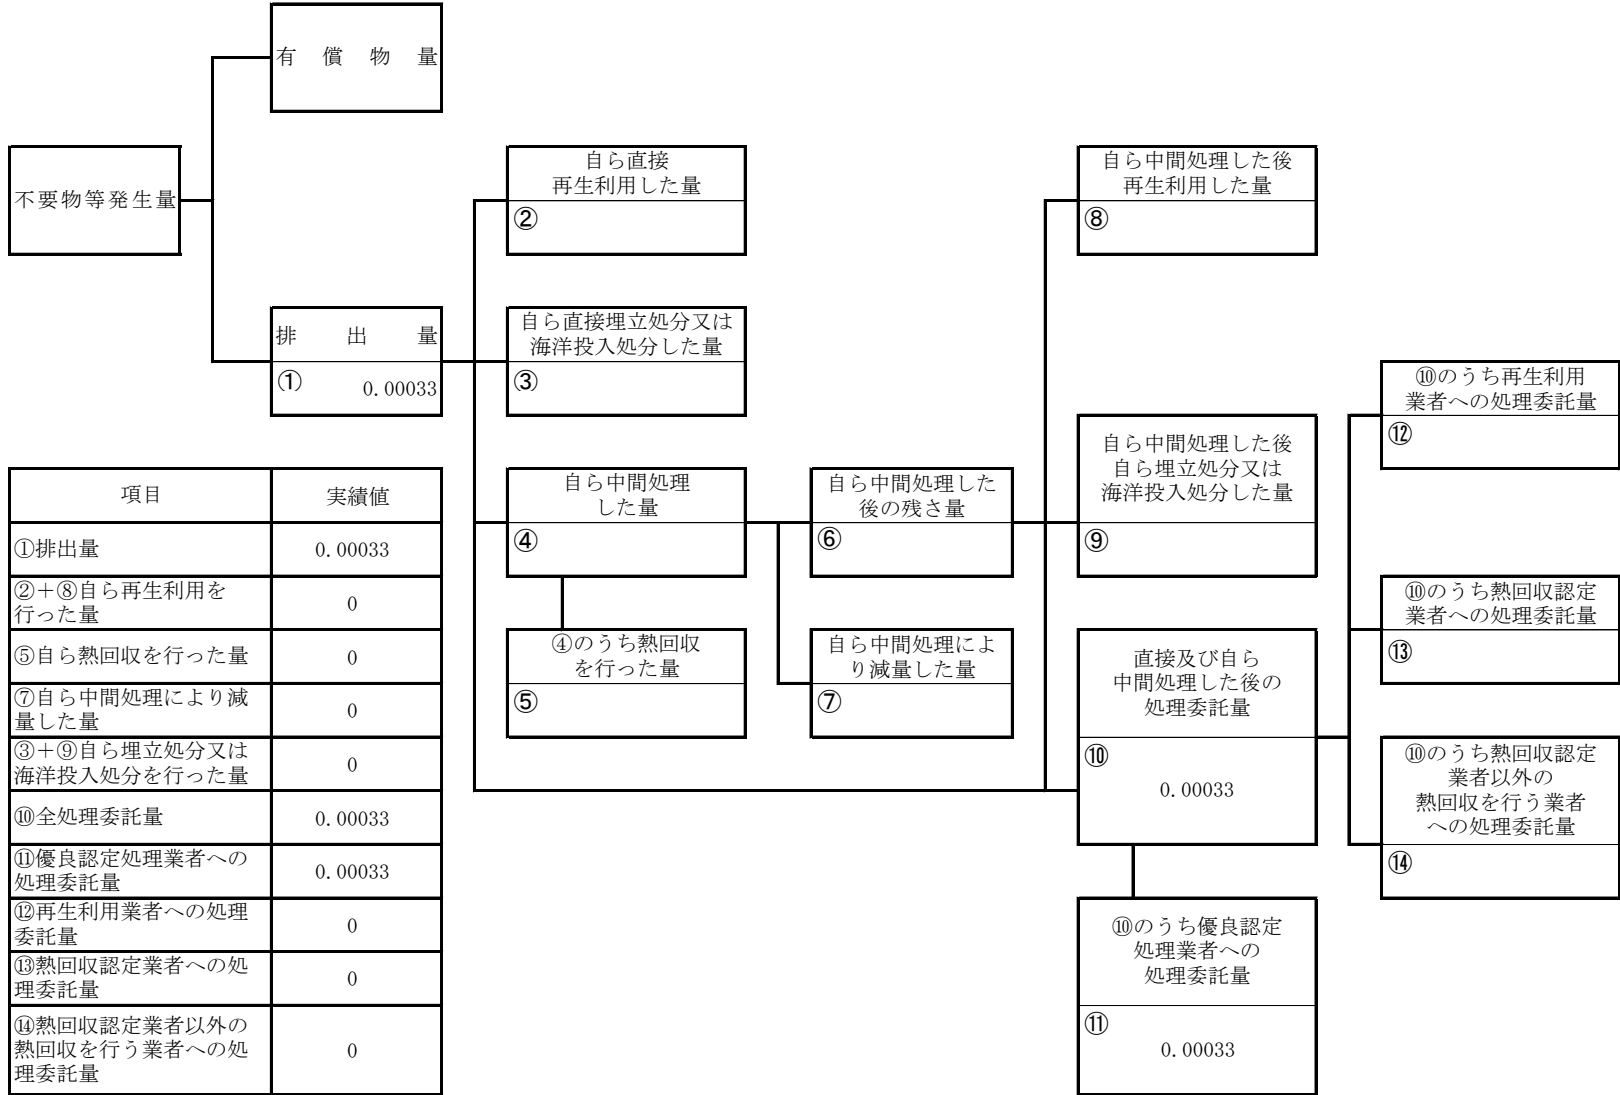 有償物量
不要物等発生量
排出量
① 0.00033
自ら直接
再生利用した量
②
自ら直接埋立処分又は
海洋投入処分した量
③
自ら中間処理
した量
④
④のうち熱回収
を行った量
⑤
自ら中間処理した
後の残さ量
⑥
自ら中間処理によ
り減量した量
⑦
自ら中間処理した後
再生利用した量
⑧
自ら中間処理した後
自ら埋立処分又は
海洋投入処分した量
⑨
直接及び自ら
中間処理した後の
処理委託量
⑩
0.00033
⑩のうち優良認定
処理業者への
処理委託量
⑪
0.00033
⑩のうち再生利用
業者への処理委託量
⑫
⑩のうち熱回収認定
業者への処理委託量
⑬
⑩のうち熱回収認定
業者以外の
熱回収を行う業者
への処理委託量
⑭
項目 実績値
①排出量 0.00033
②+⑧自ら再生利用を
行った量 0
⑤自ら熱回収を行った量 0
⑦自ら中間処理により減
量した量 0
③+⑨自ら埋立処分又は
海洋投入処分を行った量 0
⑩全処理委託量 0.00033
⑪優良認定処理業者への
処理委託量 0.00033
⑫再生利用業者への処理
委託量 0
⑬熱回収認定業者への処
理委託量 0
⑭熱回収認定業者以外の
熱回収を行う業者への処
理委託量 0